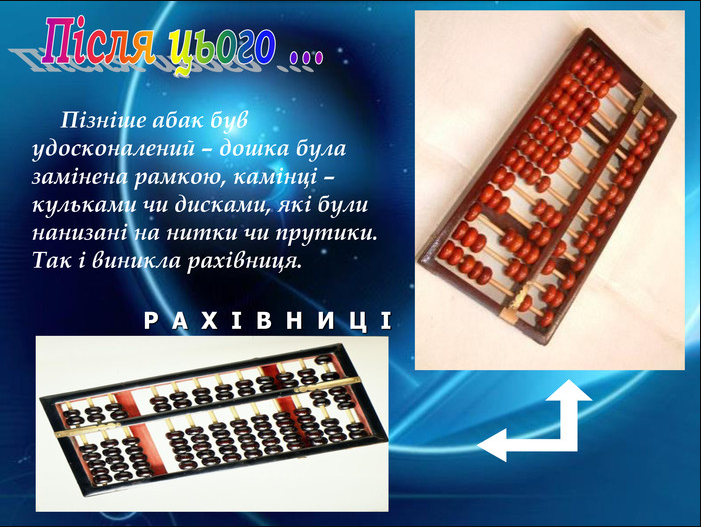 Після цього ...
Пізніше абак був
удосконалений – дошка була
замінена рамкою, камінці –
кульками чи дисками, які були
нанизані на нитки чи прутики.
Так і виникла рахівниця.
Р А Х І В Н И Ц І